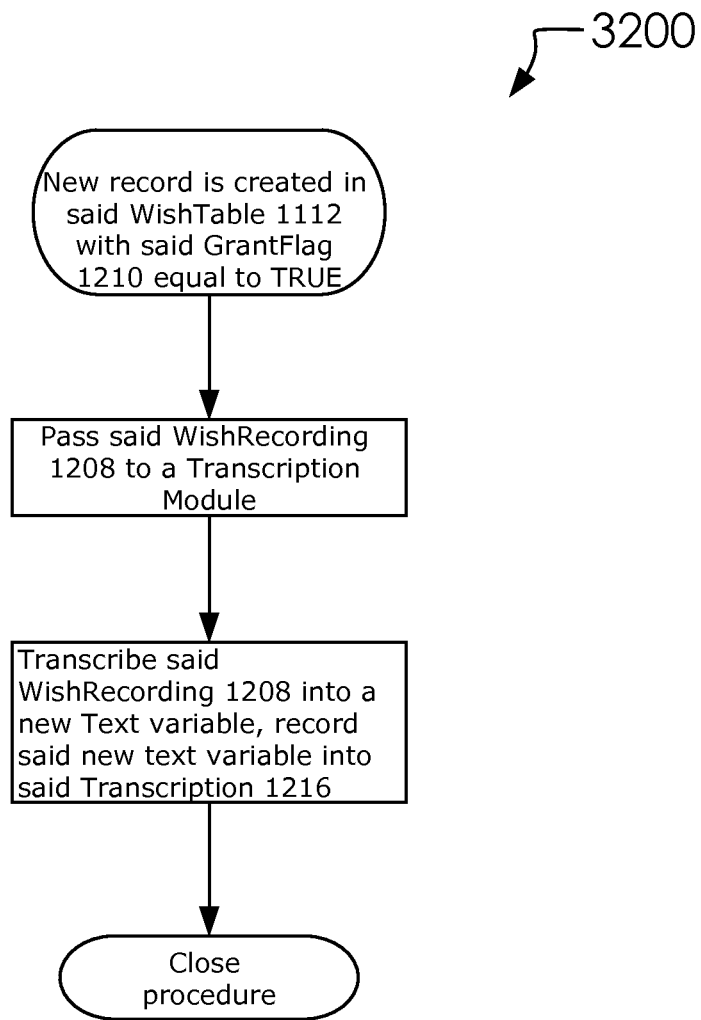 3200
New record is created in
said WishTable 1112
with said GrantFlag
1210 equal to TRUE
Pass said WishRecording
1208 to a Transcription
Module
Transcribe said
WishRecording 1208 into a
new Text variable, record
said new text variable into
said Transcription 1216
Close
procedure